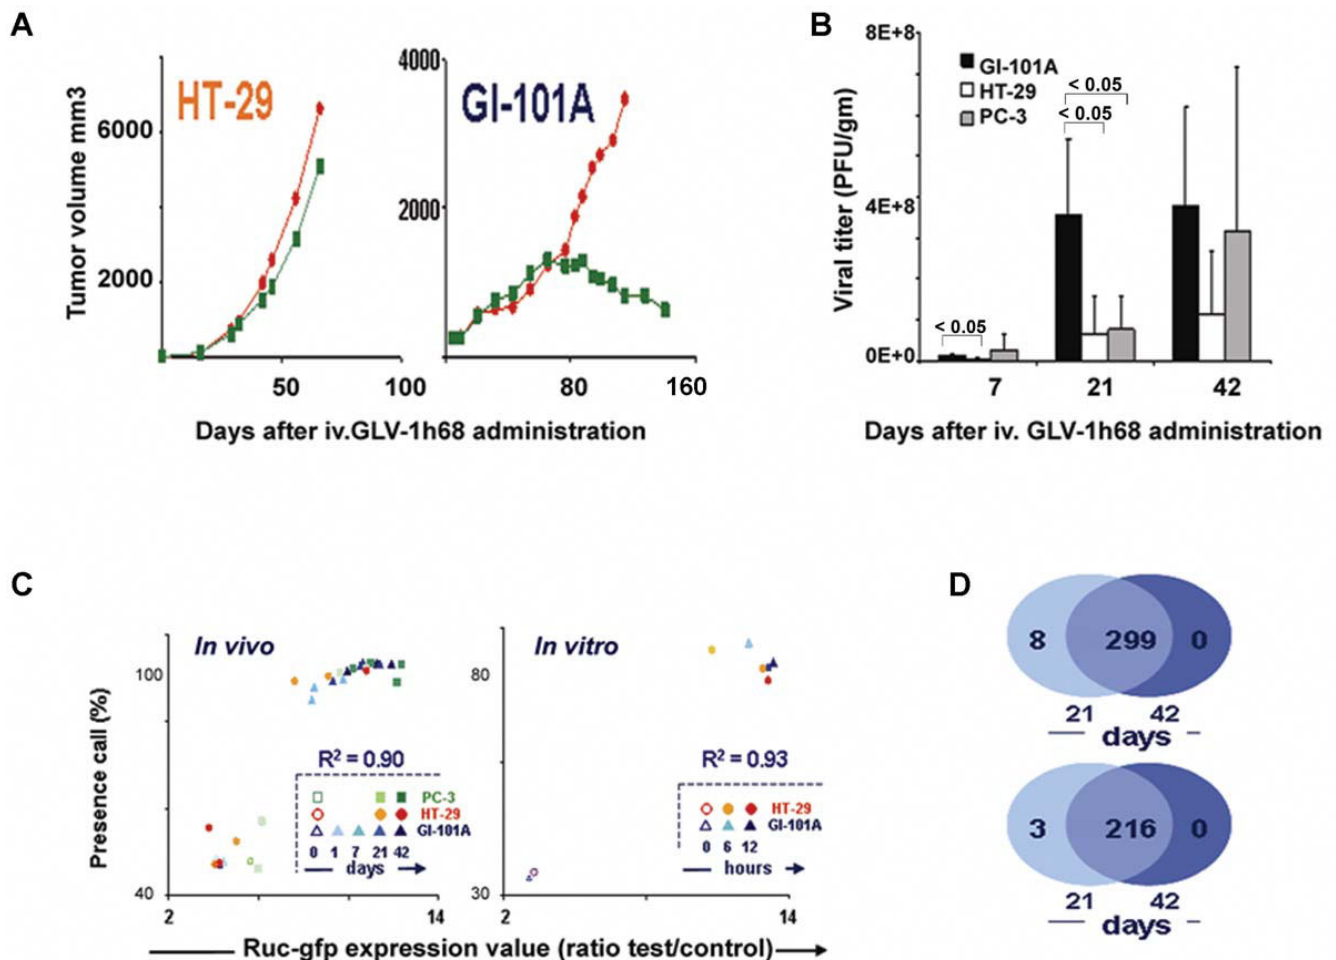 A
HT-29
Tumor volume mm3
6000
2000
50
100
GI-101A
4000
2000
80
160
Days after iv.GLV-1h68 administration
B
8E+8
4E+8
0E+0
Viral titer (PFU/gm)
GI-101A
HT-29
PC-3
< 0.05
< 0.05
< 0.05
7
21
42
Days after iv. GLV-1h68 administration
C
In vivo
Presence call (%)
100
40
R² = 0.90
PC-3
HT-29
GI-101A
0 1 7 21 42
days
2
14
In vitro
80
30
R² = 0.93
HT-29
GI-101A
0 6 12
hours
2
14
Ruc-gfp expression value (ratio test/control)
D
8 299 0
21 42
days
3 216 0
21 42
days